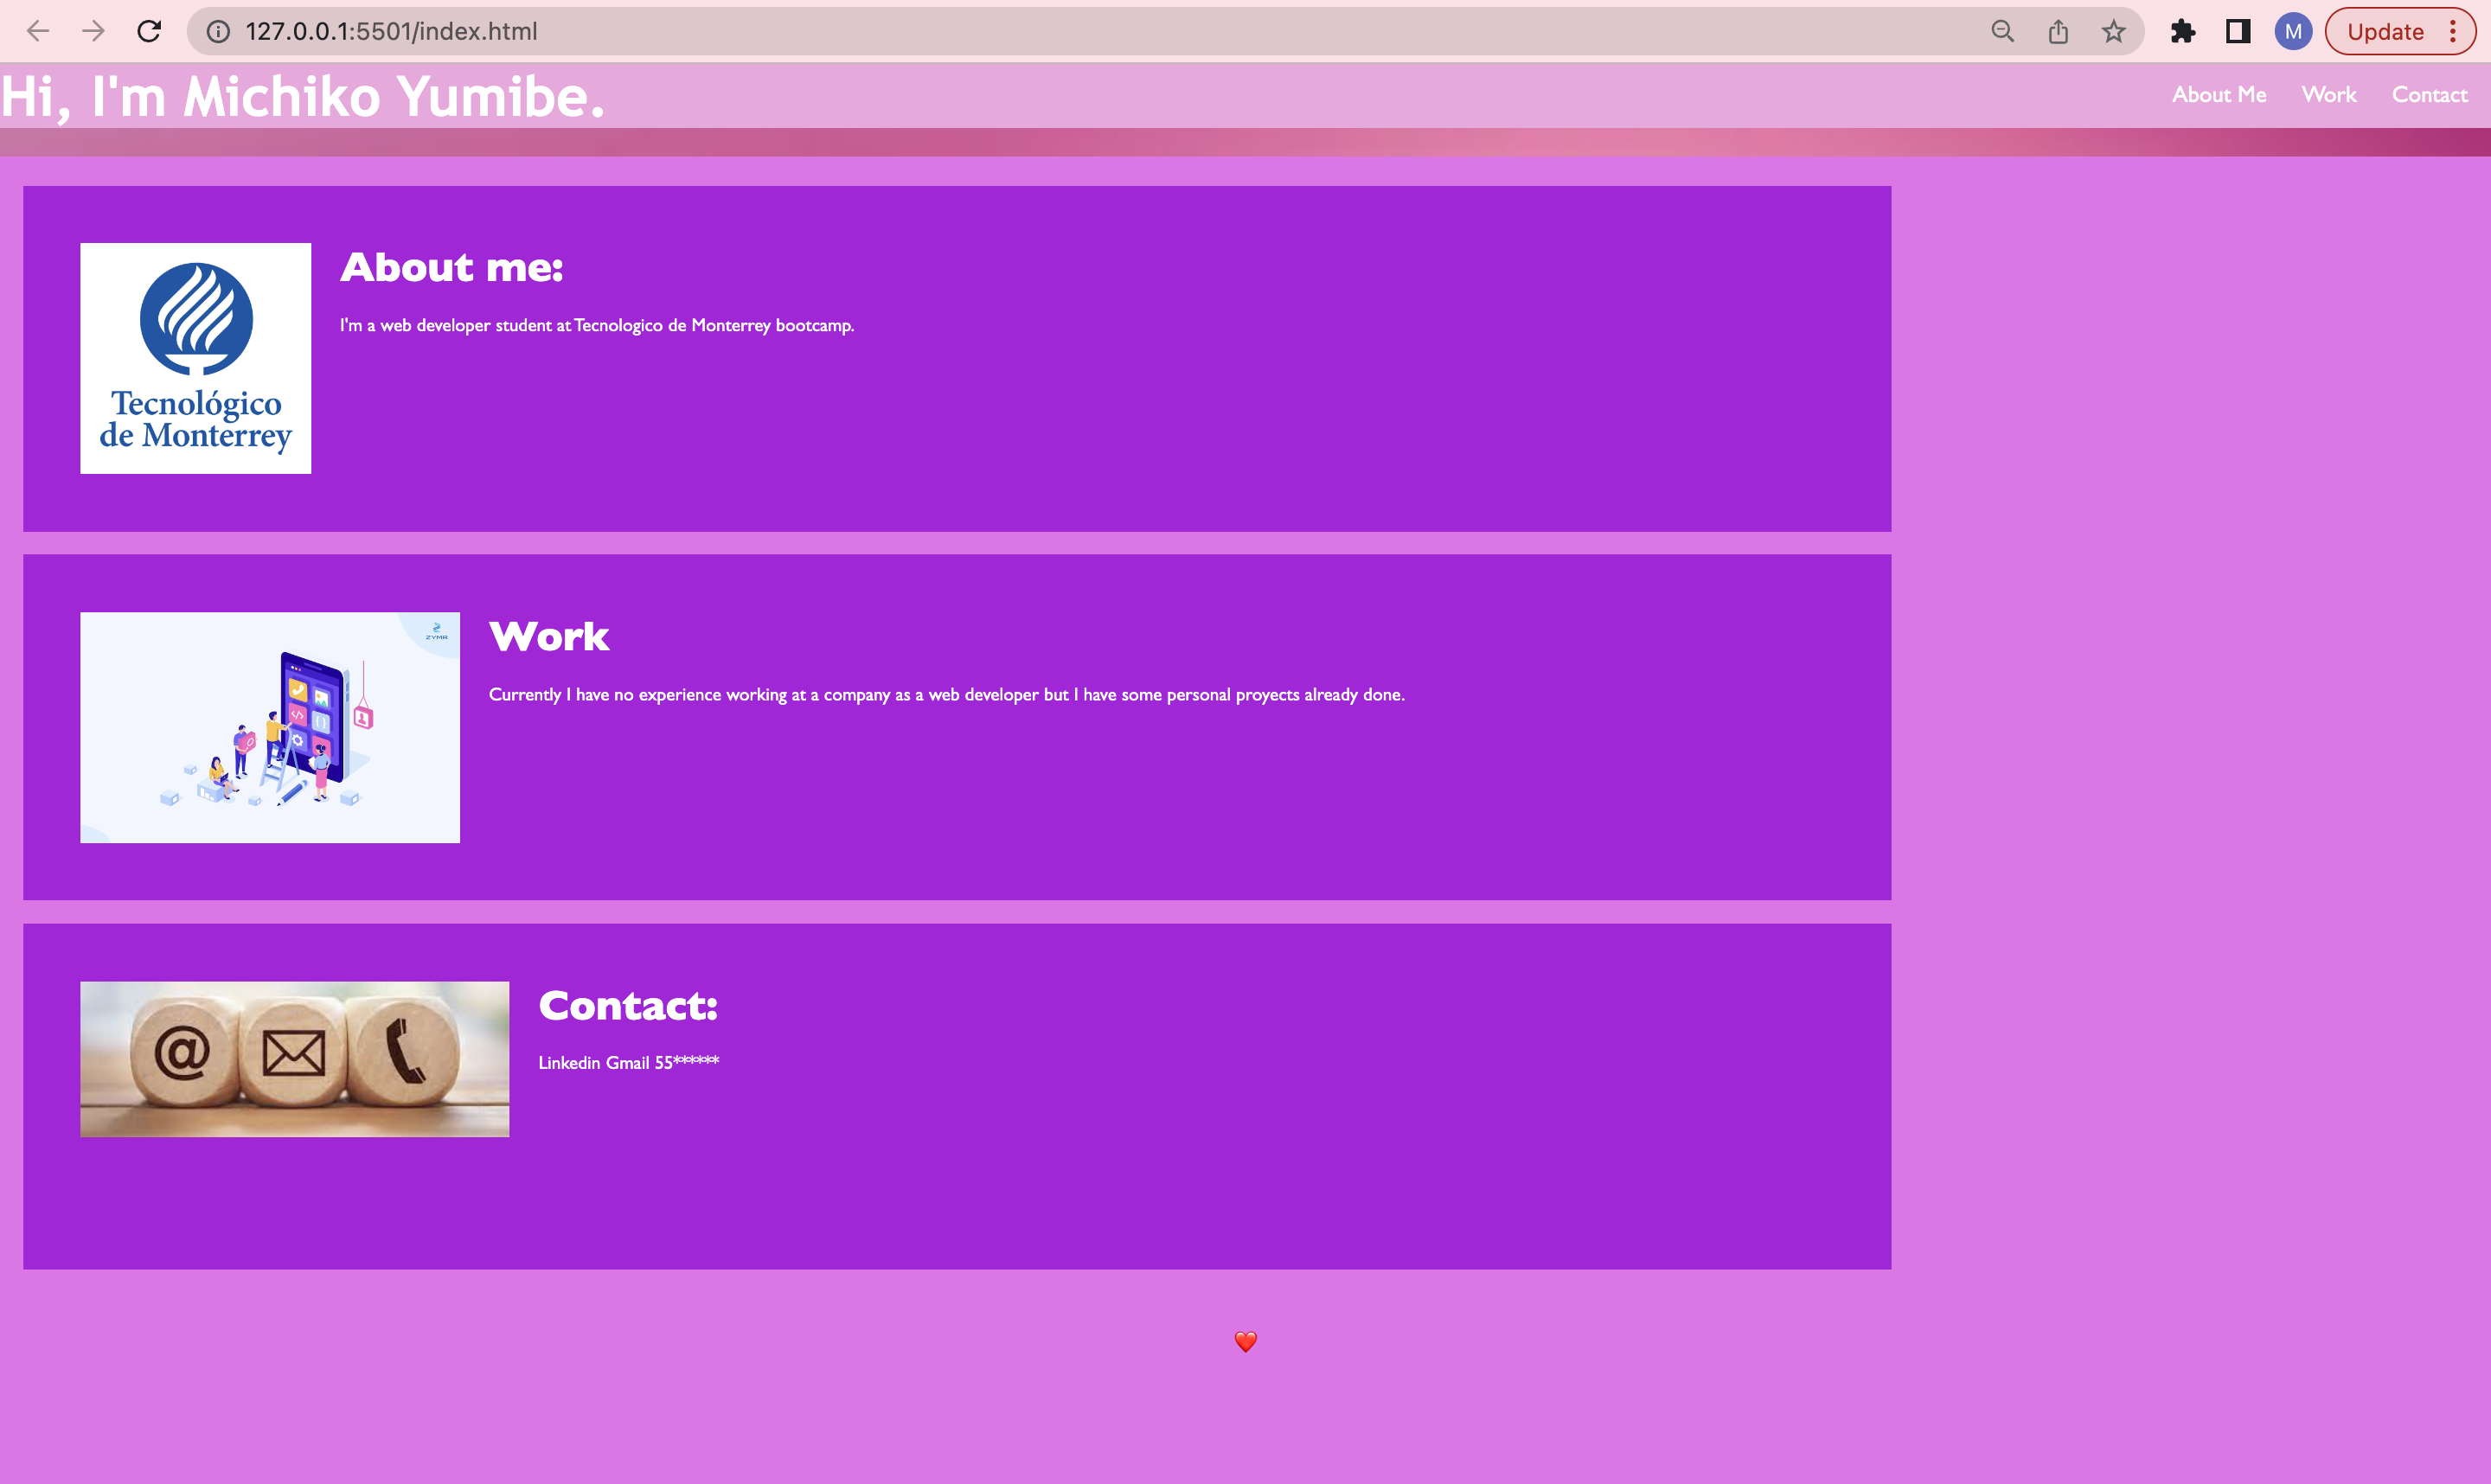 127.0.0.1:5501/index.html
M
Update
Hi, I'm Michiko Yumibe.
About Me Work Contact
Tecnológico
de Monterrey
About me:
I'm a web developer student at Tecnologico de Monterrey bootcamp.
ZYMR
Work
Currently I have no experience working at a company as a web developer but I have some personal proyects already done.
@
Contact:
Linkedin Gmail 55******